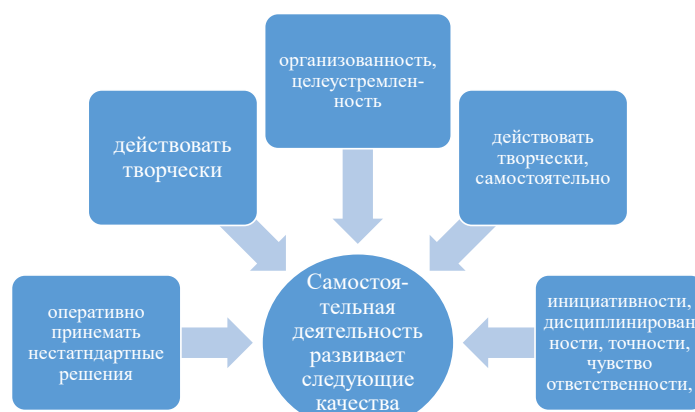 организованность,
целеустремлен-
ность
действовать
творчески
действовать
творчески,
самостоятельно
оперативно
принемать
нестатндартные
решения
Самостоя-
тельная
деятельность
развивает
следующие
качества
инициативности,
дисциплинирован
ности, точности,
чувство
ответственности,